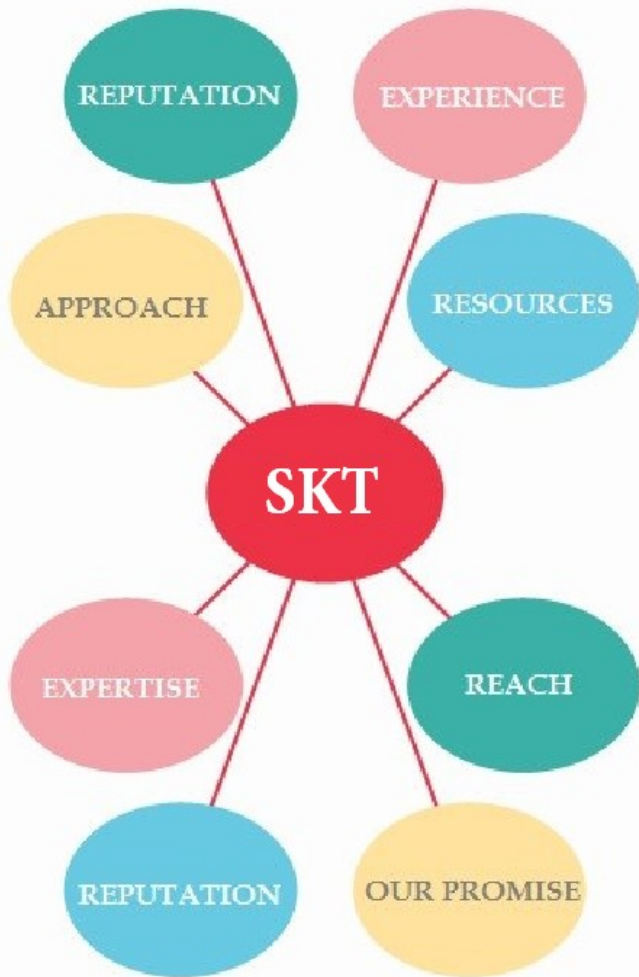 REPUTATION
EXPERIENCE
APPROACH
RESOURCES
SKT
EXPERTISE
REACH
REPUTATION
OUR PROMISE